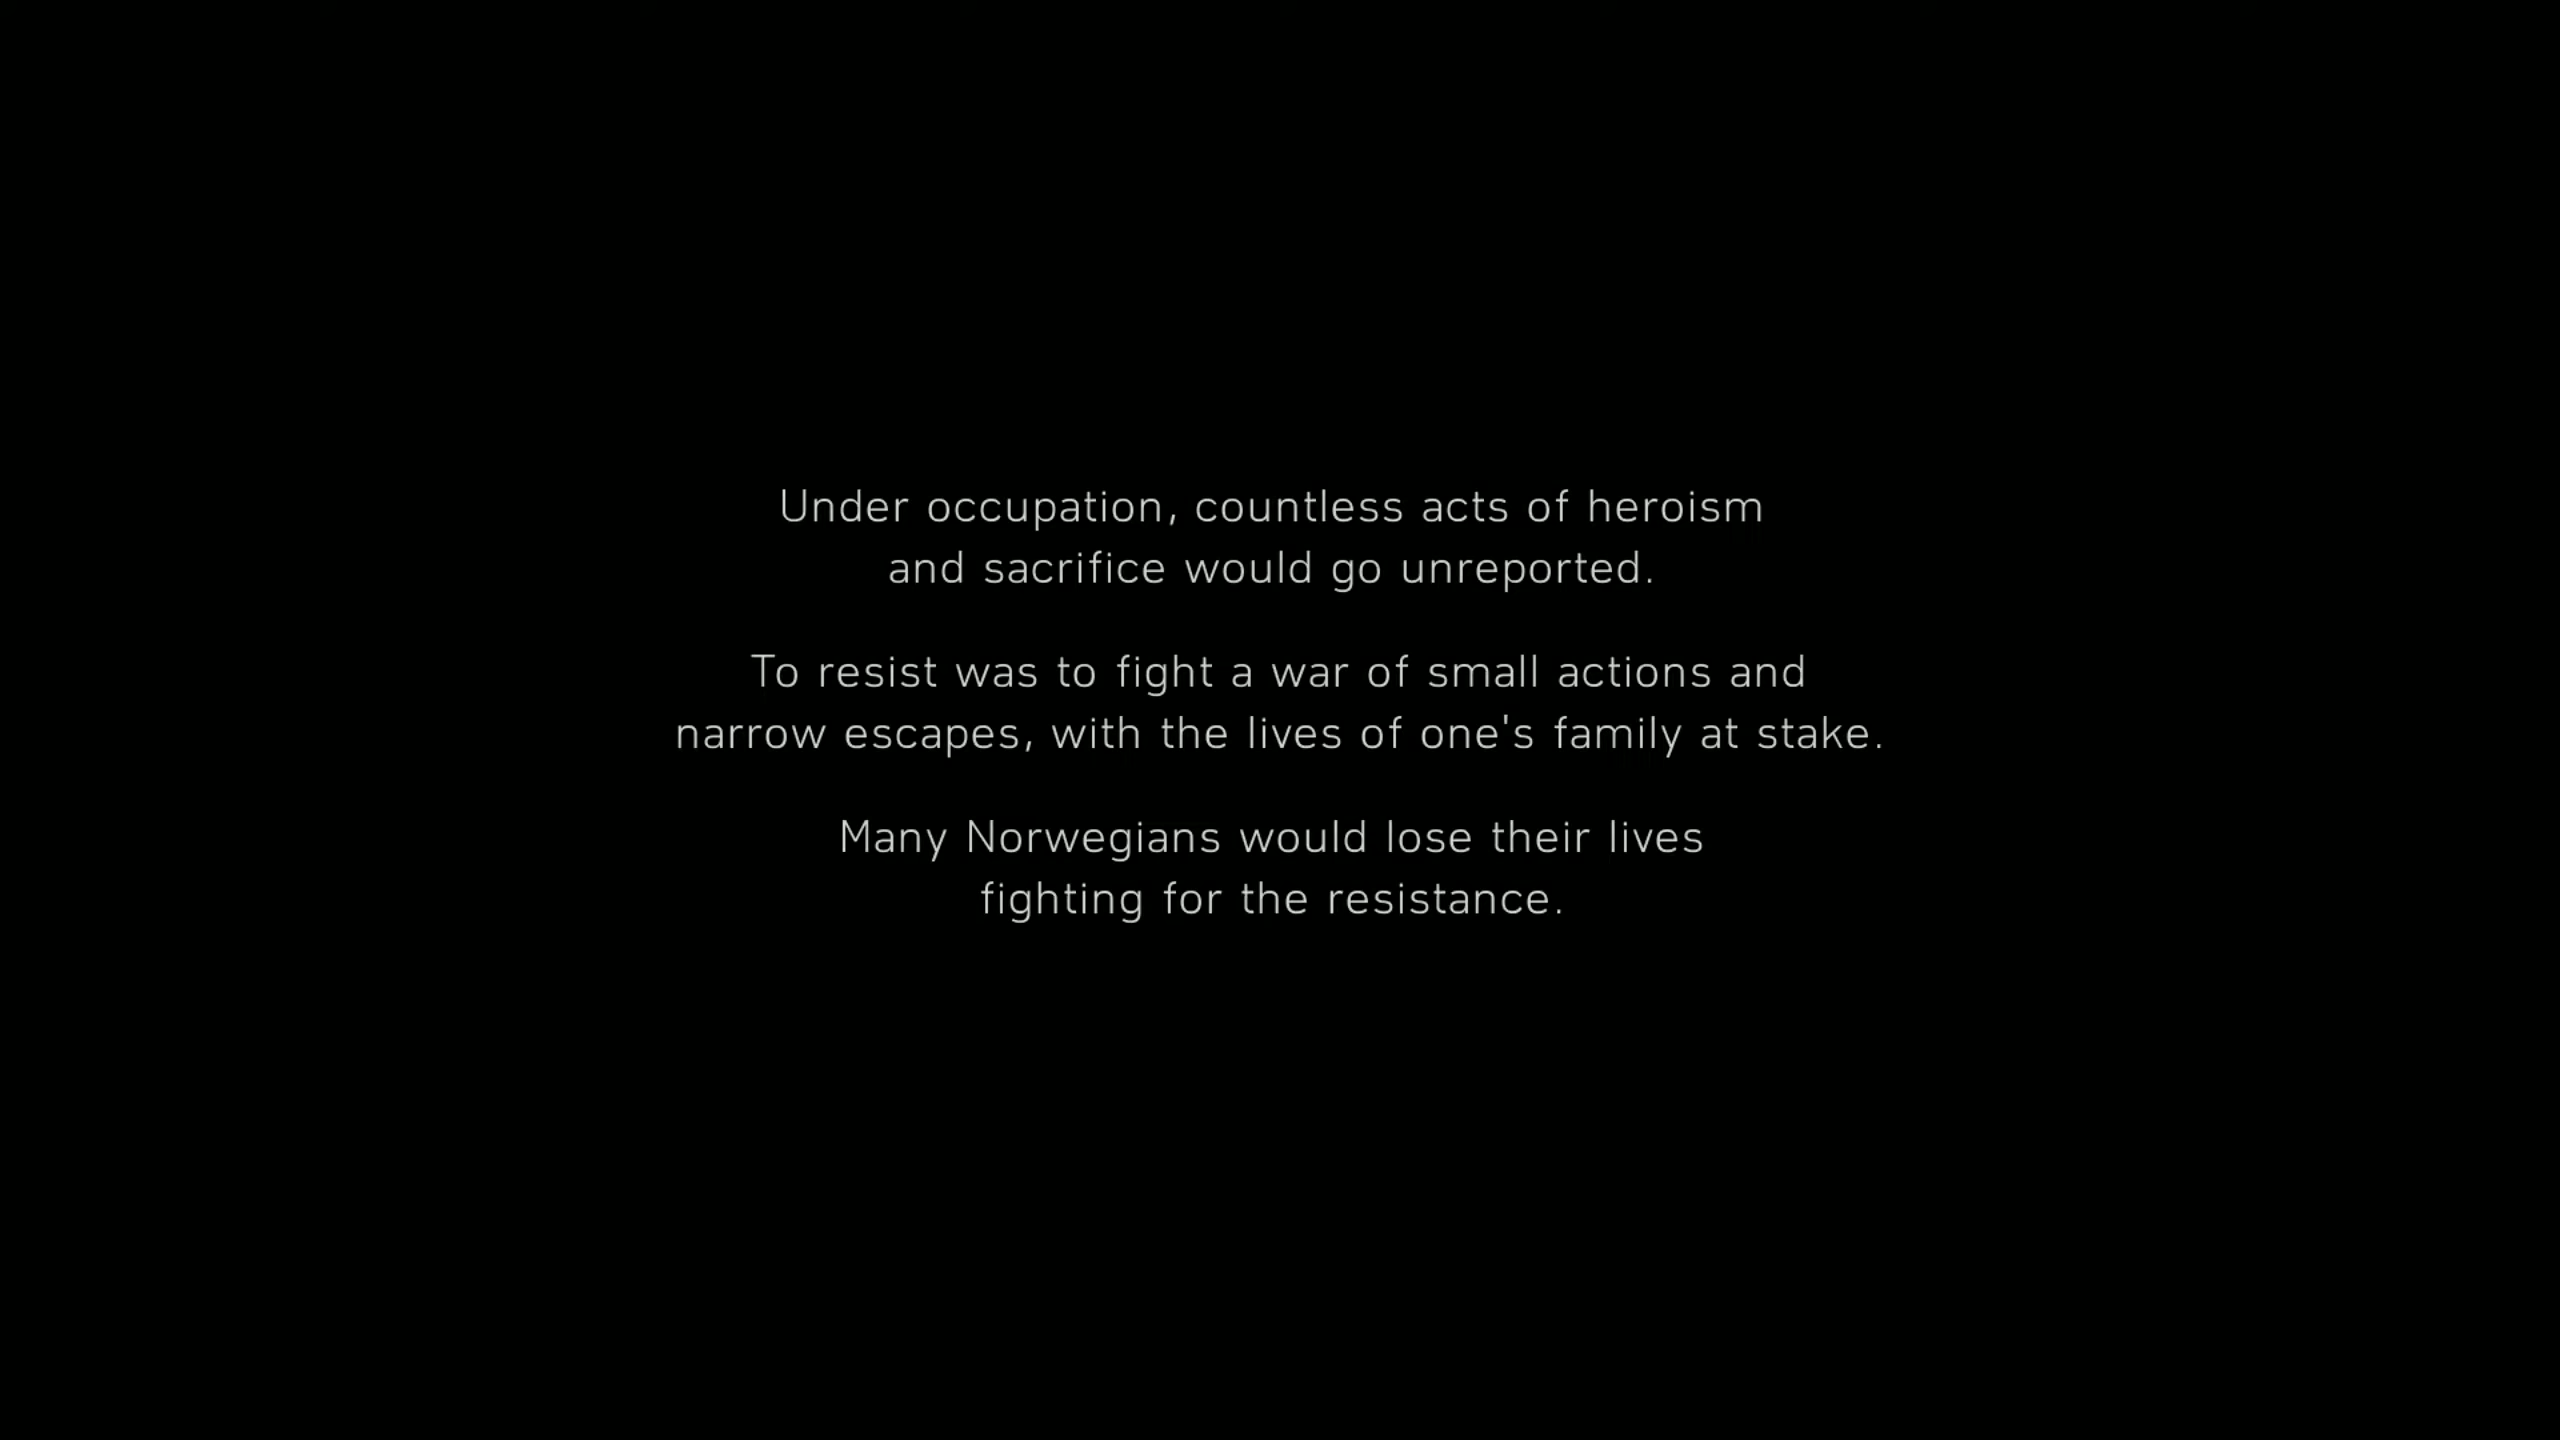 Under occupation, countless acts of heroism
and sacrifice would go unreported.
To resist was to fight a war of small actions and
narrow escapes, with the lives of one's family at stake.
Many Norwegians would lose their lives
fighting for the resistance.